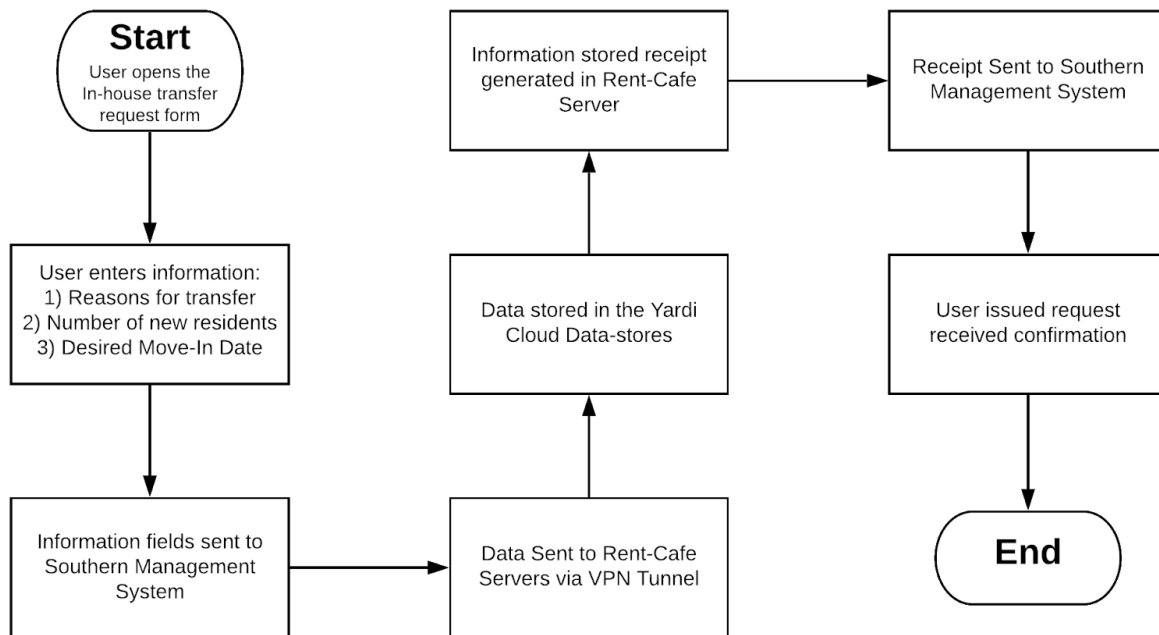 Start
User opens the
In-house transfer
request form
User enters information:
1) Reasons for transfer
2) Number of new residents
3) Desired Move-In Date
Information fields sent to
Southern Management
System
Data Sent to Rent-Cafe
Servers via VPN Tunnel
Data stored in the Yardi
Cloud Data-stores
Information stored receipt
generated in Rent-Cafe
Server
Receipt Sent to Southern
Management System
User issued request
received confirmation
End